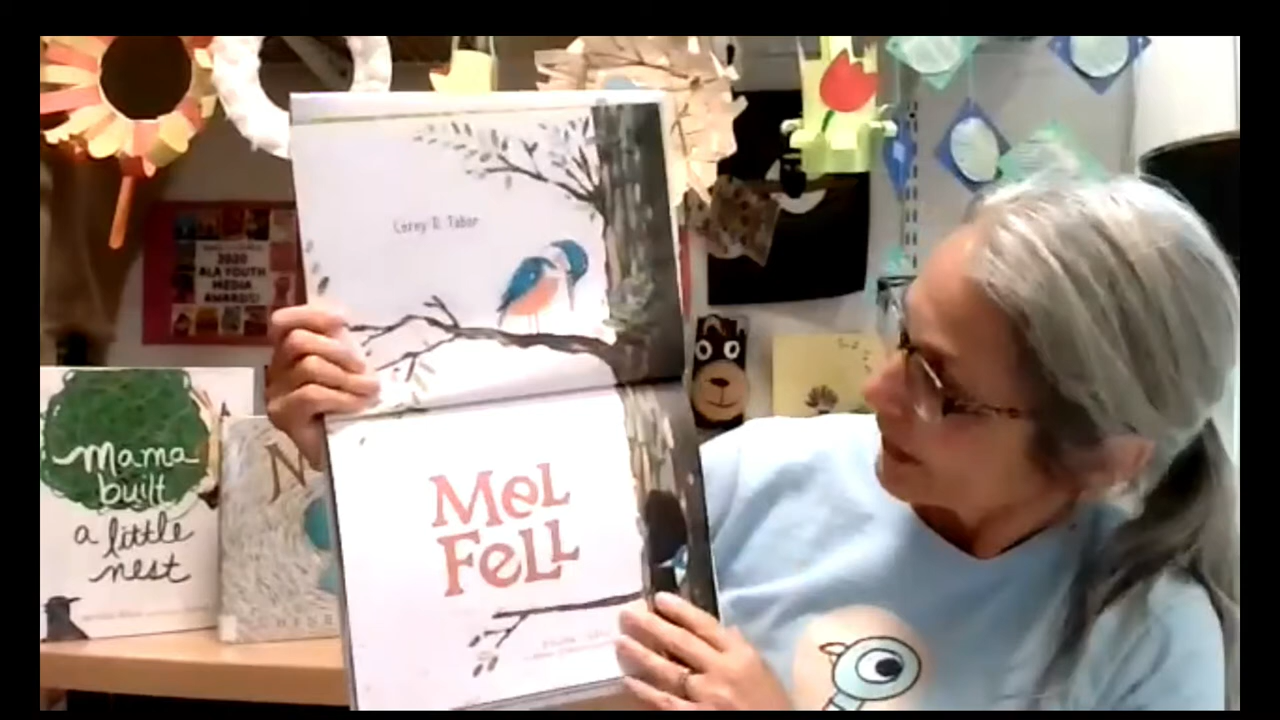 Corey R. Tabor
MEL
FELL
mama
built
a little
nest
2020
ALA YOUTH
MEDIA
AWARDS!